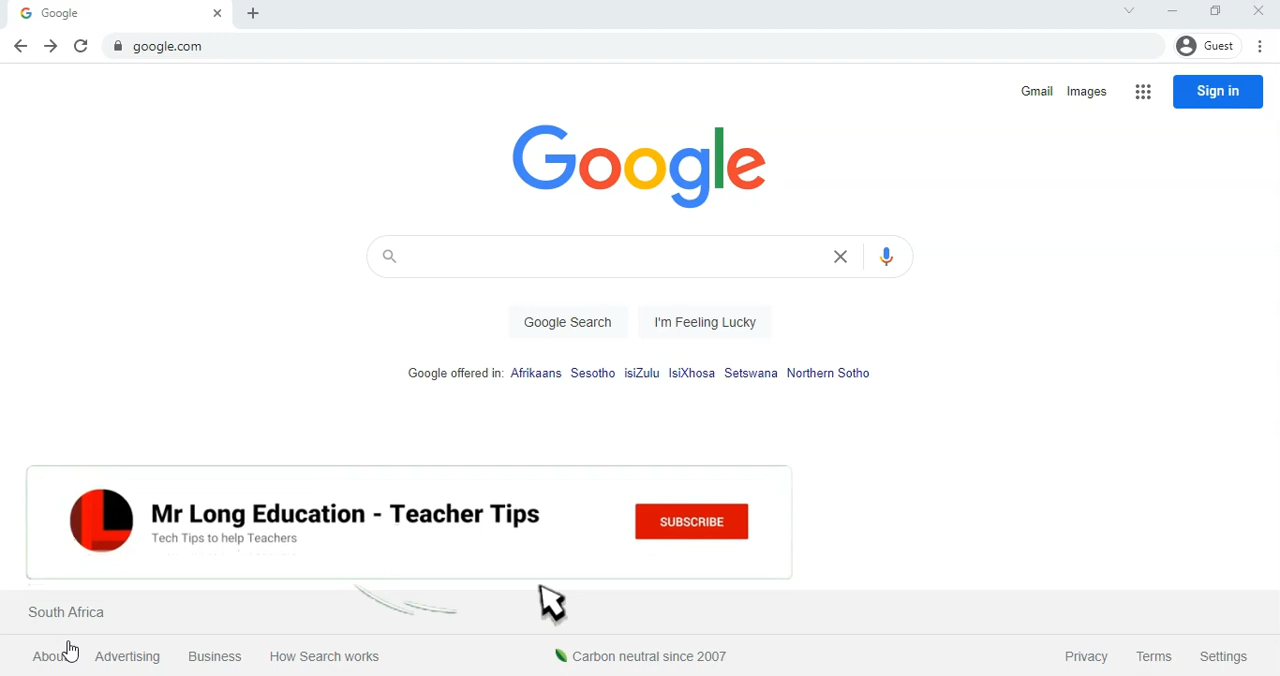 Google
google.com
Guest
Gmail Images
Sign in
Google
Google Search I'm Feeling Lucky
Google offered in: Afrikaans Sesotho isiZulu IsiXhosa Setswana Northern Sotho
Mr Long Education - Teacher Tips
Tech Tips to help Teachers
SUBSCRIBE
South Africa
About Advertising Business How Search works Carbon neutral since 2007 Privacy Terms Settings